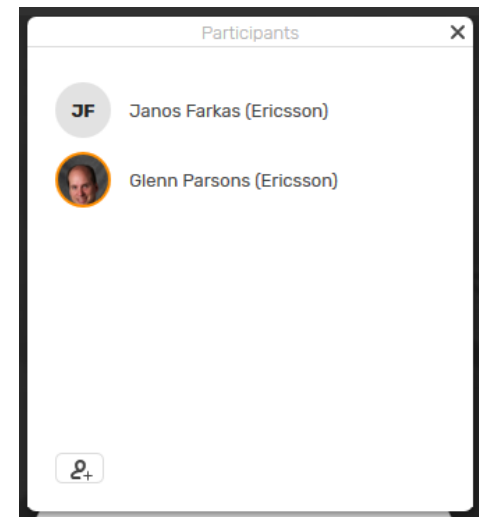 Participants
JF
Janos Farkas (Ericsson)
Glenn Parsons (Ericsson)